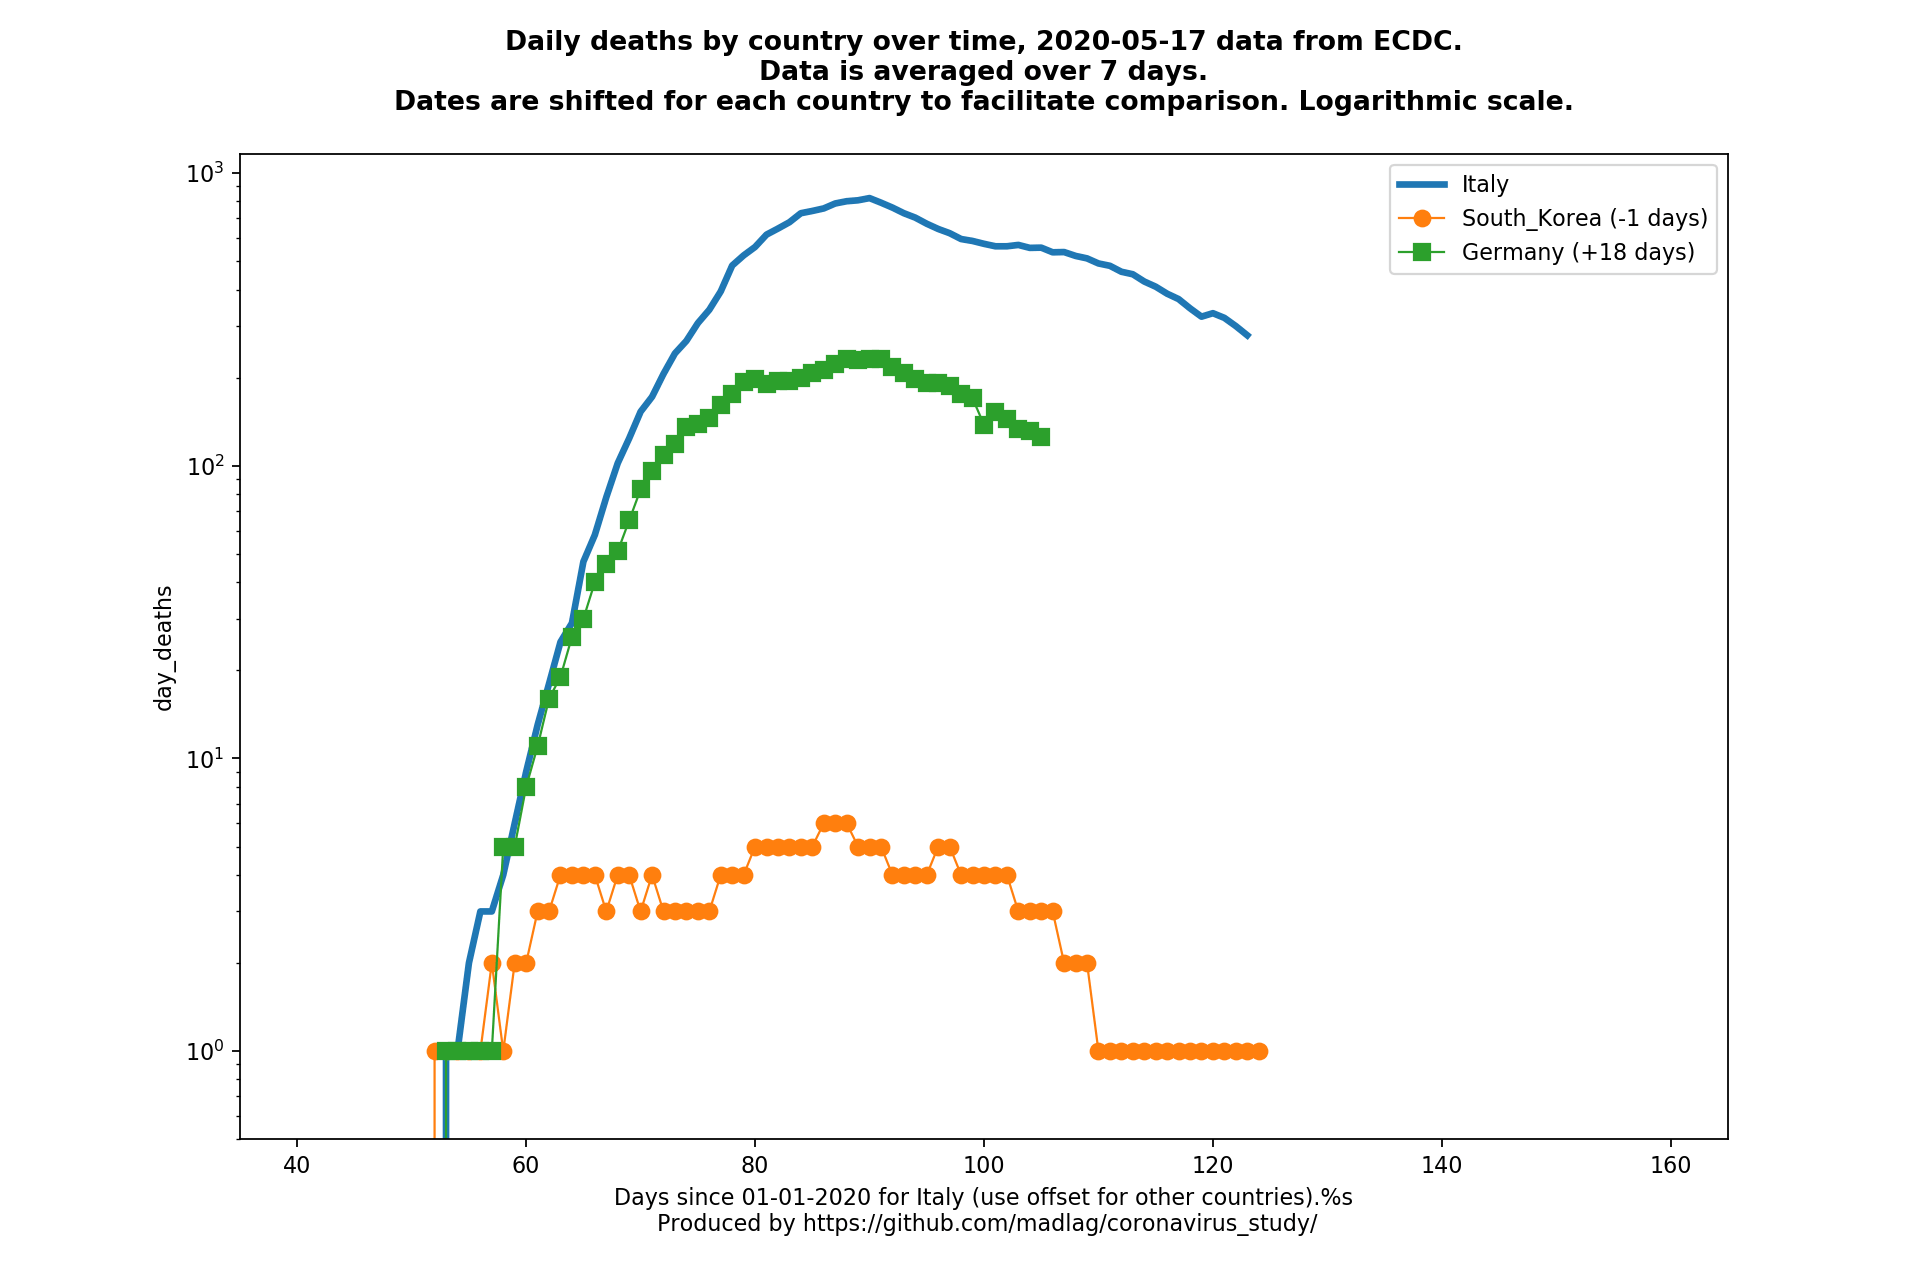 Daily deaths by country over time, 2020-05-17 data from ECDC.
Data is averaged over 7 days.
Dates are shifted for each country to facilitate comparison. Logarithmic scale.
10³
10²
10¹
10⁰
day_deaths
Italy
South_Korea (-1 days)
Germany (+18 days)
40 60 80 100 120 140 160
Days since 01-01-2020 for Italy (use offset for other countries).%s
Produced by https://github.com/madlag/coronavirus_study/